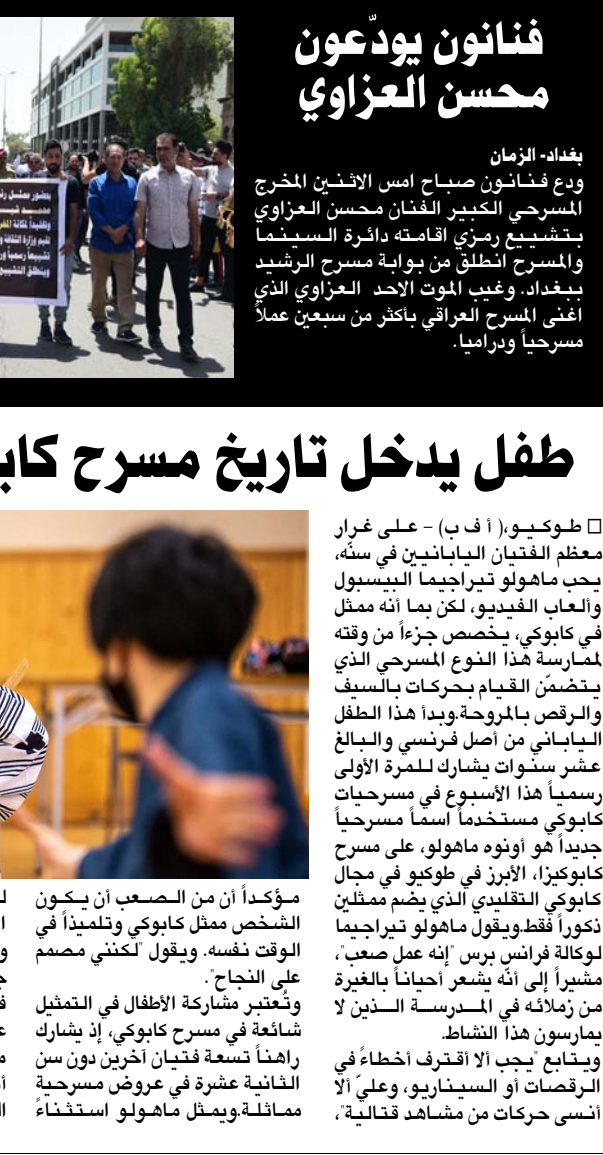 فنانون يودّعون
محسن العزاوي
بغداد- الزمان
ودع فنانون صباح امس الاثنين المخرج
المسرحي الكبير الفنان محسن العزاوي
بتشييع رمزي اقامته دائرة السينما
والمسرح انطلق من بوابة مسرح الرشيد
ببغداد. وغيب الموت الاحد العزاوي الذي
اغنى المسرح العراقي بأكثر من سبعين عملاً
مسرحياً ودراميا.
بحضور ممثل
طفل يدخل تاريخ مسرح
□ طوكيو،( أ ف ب) – على غرار
معظم الفتيان اليابانيين في سنّه،
يحب ماهولو تيراجيما البيسبول
وألعاب الفيديو، لكن بما أنه ممثل
في كابوكي، يخصص جزءاً من وقته
لممارسة هذا النوع المسرحي الذي
يتضمّن القيام بحركات بالسيف
والرقص بالمروحة.وبدأ هذا الطفل
الياباني من أصل فرنسي والبالغ
عشر سنوات يشارك للمرة الأولى
رسمياً هذا الأسبوع في مسرحيات
كابوكي مستخدماً اسماً مسرحياً
جديداً هو أونوه ماهولو، على مسرح
كابوكيزا، الأبرز في طوكيو في مجال
كابوكي التقليدي الذي يضم ممثلين
ذكوراً فقط.ويقول ماهولو تيراجيما
لوكالة فرانس برس "إنه عمل صعب"،
مشيراً إلى أنّه يشعر أحياناً بالغيرة
من زملائه في المدرسة الذين لا
يمارسون هذا النشاط.
ويتابع "يجب ألا أقترف أخطاءً في
الرقصات أو السيناريو، وعليّ ألا
أنسى حركات من مشاهد قتالية"،
مؤكداً أن من الصعب أن يكون
الشخص ممثل كابوكي وتلميذاً في
الوقت نفسه. ويقول "لكنني مصمم
على النجاح".
وتُعتبر مشاركة الأطفال في التمثيل
شائعة في مسرح كابوكي، إذ يشارك
راهناً تسعة فتيان آخرين دون سن
الثانية عشرة في عروض مسرحية
مماثلة.ويمثل ماهولو استثناءً